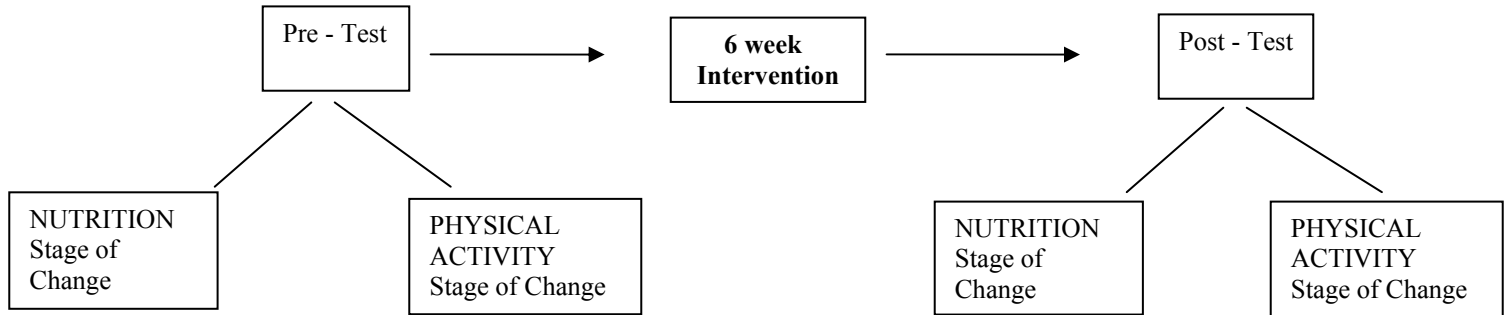 Pre - Test
6 week
Intervention
Post - Test
NUTRITION
Stage of
Change
PHYSICAL
ACTIVITY
Stage of Change
NUTRITION
Stage of
Change
PHYSICAL
ACTIVITY
Stage of Change